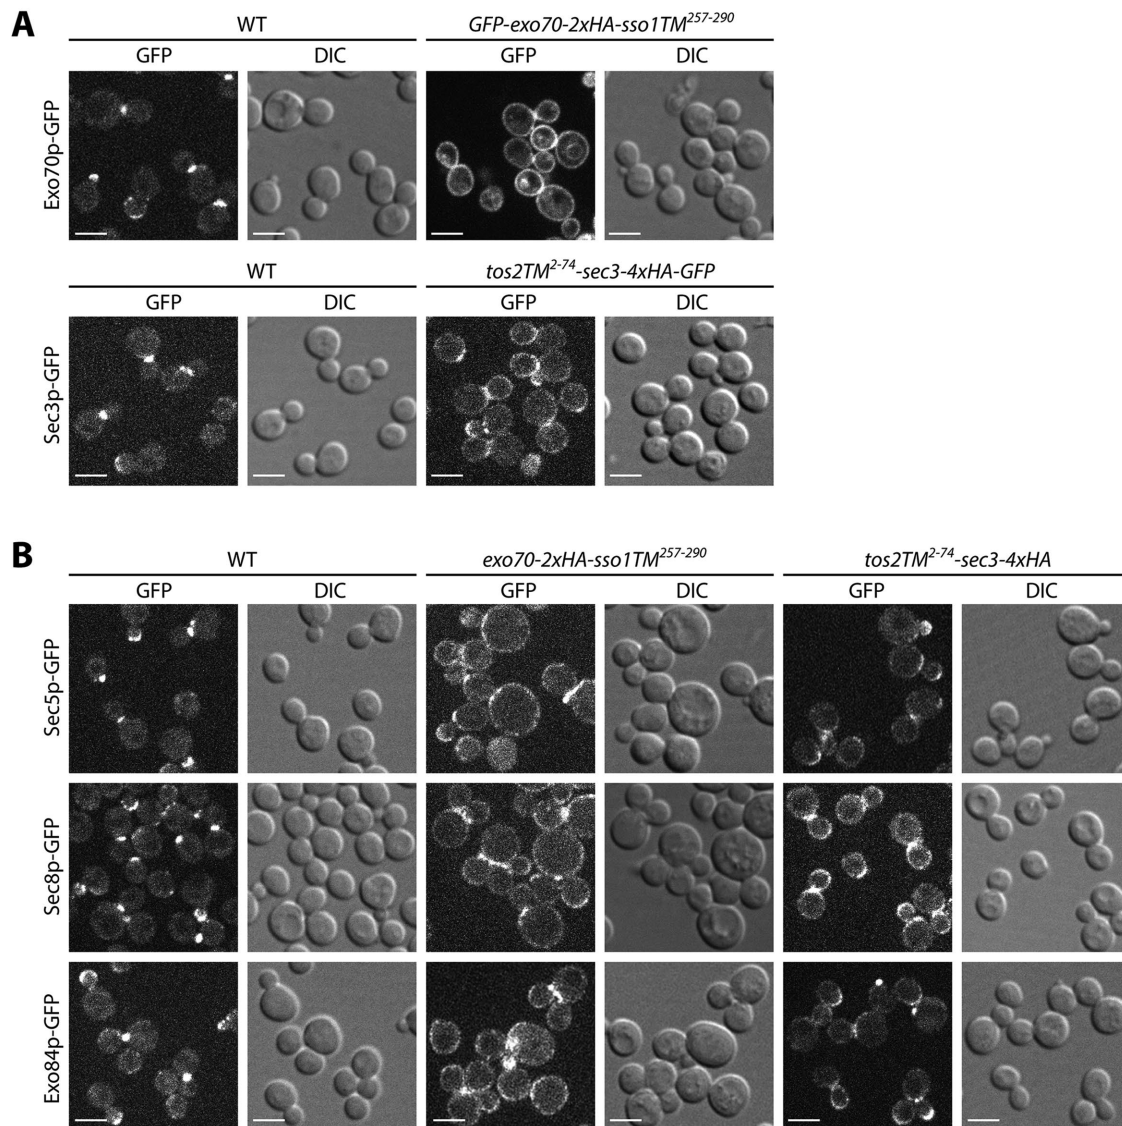 A
WT GFP-exo70-2xHA-sso1TM257-290
GFP DIC GFP DIC
Exo70p-GFP
WT tos2TM2-74-sec3-4xHA-GFP
GFP DIC GFP DIC
Sec3p-GFP
B
WT exo70-2xHA-sso1TM257-290 tos2TM2-74-sec3-4xHA
GFP DIC GFP DIC GFP DIC
Sec5p-GFP
Sec8p-GFP
Exo84p-GFP